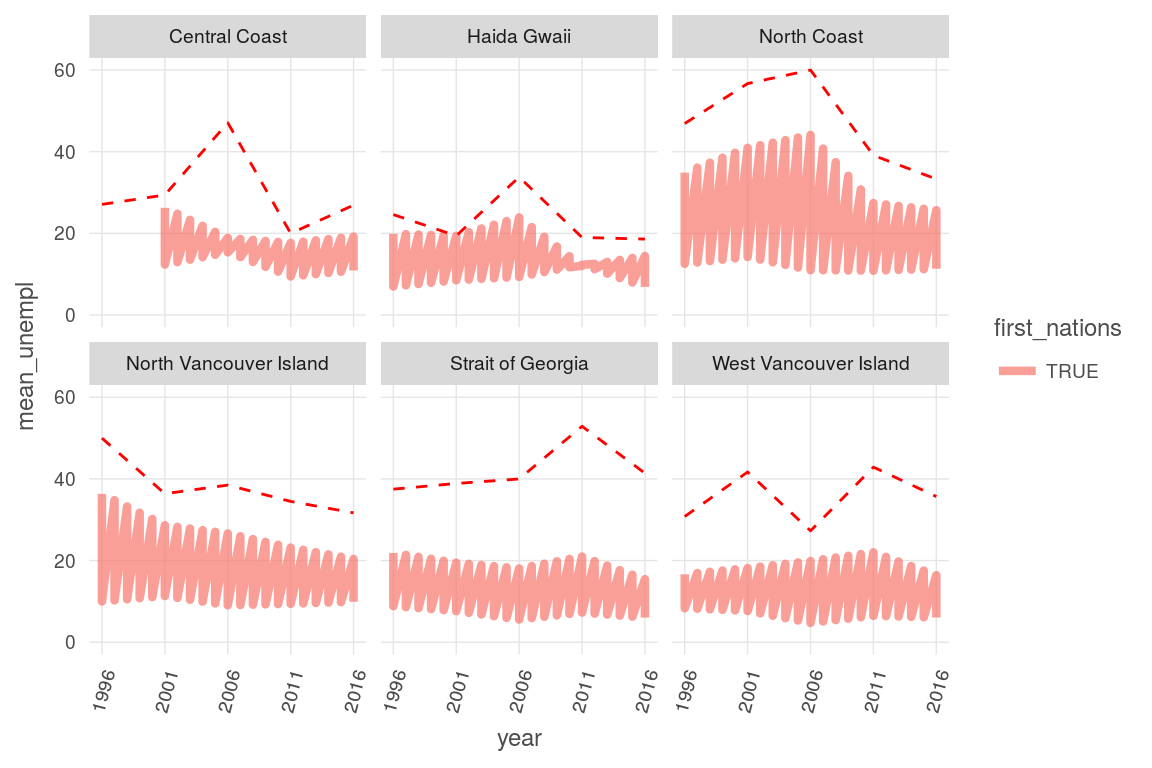 Central Coast
Haida Gwaii
North Coast
60
40
20
0
North Vancouver Island
Strait of Georgia
West Vancouver Island
60
40
20
0
mean_unempl
1996
2001
2006
2011
2016
1996
2001
2006
2011
2016
1996
2001
2006
2011
2016
year
first_nations
TRUE